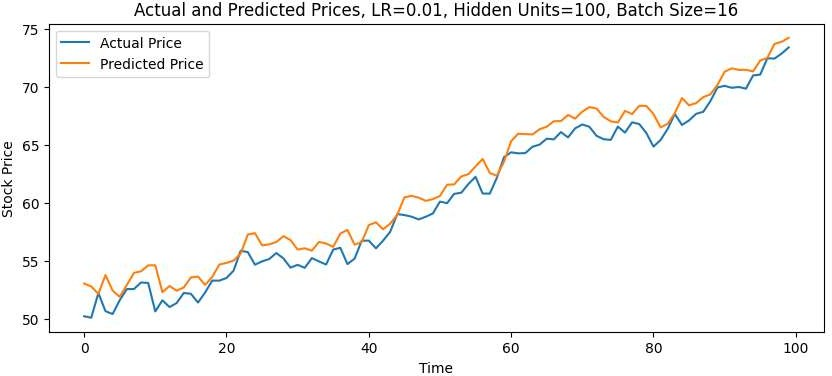 Actual and Predicted Prices, LR=0.01, Hidden Units=100, Batch Size=16
Actual Price
Predicted Price
Stock Price
75
70
65
60
55
50
0 20 40 60 80 100
Time